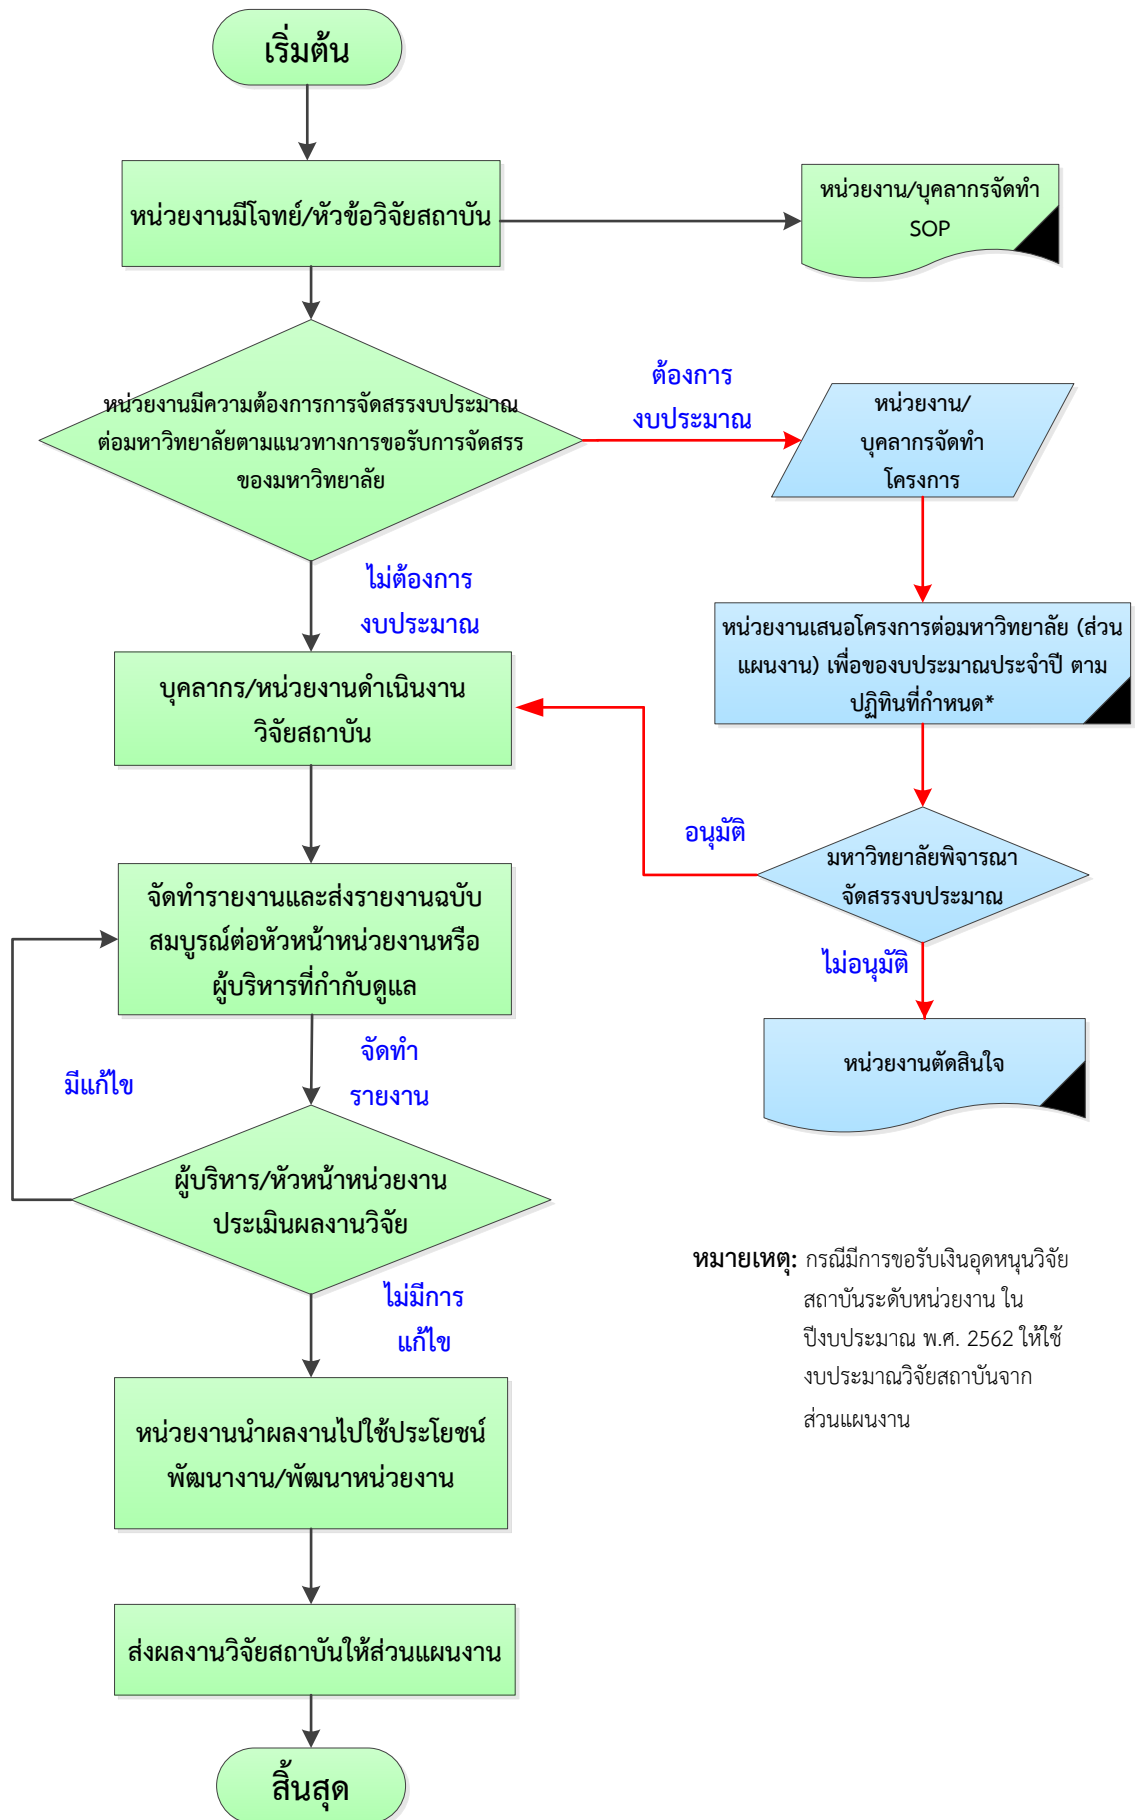 เริ่มต้น
หน่วยงานมีโจทย์/หัวข้อวิจัยสถาบัน
หน่วยงาน/บุคลากรจัดทำ
SOP
หน่วยงานมีความต้องการการจัดสรรงบประมาณ
ต่อมหาวิทยาลัยตามแนวทางการขอรับการจัดสรร
ของมหาวิทยาลัย
ต้องการ
งบประมาณ
หน่วยงาน/
บุคลากรจัดทำ
โครงการ
ไม่ต้องการ
งบประมาณ
หน่วยงานเสนอโครงการต่อมหาวิทยาลัย (ส่วน
แผนงาน) เพื่อของบประมาณประจำปี ตาม
ปฏิทินที่กำหนด*
บุคลากร/หน่วยงานดำเนินงาน
วิจัยสถาบัน
อนุมัติ
มหาวิทยาลัยพิจารณา
จัดสรรงบประมาณ
ไม่อนุมัติ
หน่วยงานตัดสินใจ
จัดทำรายงานและส่งรายงานฉบับ
สมบูรณ์ต่อหัวหน้าหน่วยงานหรือ
ผู้บริหารที่กำกับดูแล
จัดทำ
รายงาน
มีแก้ไข
ผู้บริหาร/หัวหน้าหน่วยงาน
ประเมินผลงานวิจัย
ไม่มีการ
แก้ไข
หมายเหตุ: กรณีมีการขอรับเงินอุดหนุนวิจัย
สถาบันระดับหน่วยงาน ใน
ปีงบประมาณ พ.ศ. 2562 ให้ใช้
งบประมาณวิจัยสถาบันจาก
ส่วนแผนงาน
หน่วยงานนำผลงานไปใช้ประโยชน์
พัฒนางาน/พัฒนาหน่วยงาน
ส่งผลงานวิจัยสถาบันให้ส่วนแผนงาน
สิ้นสุด